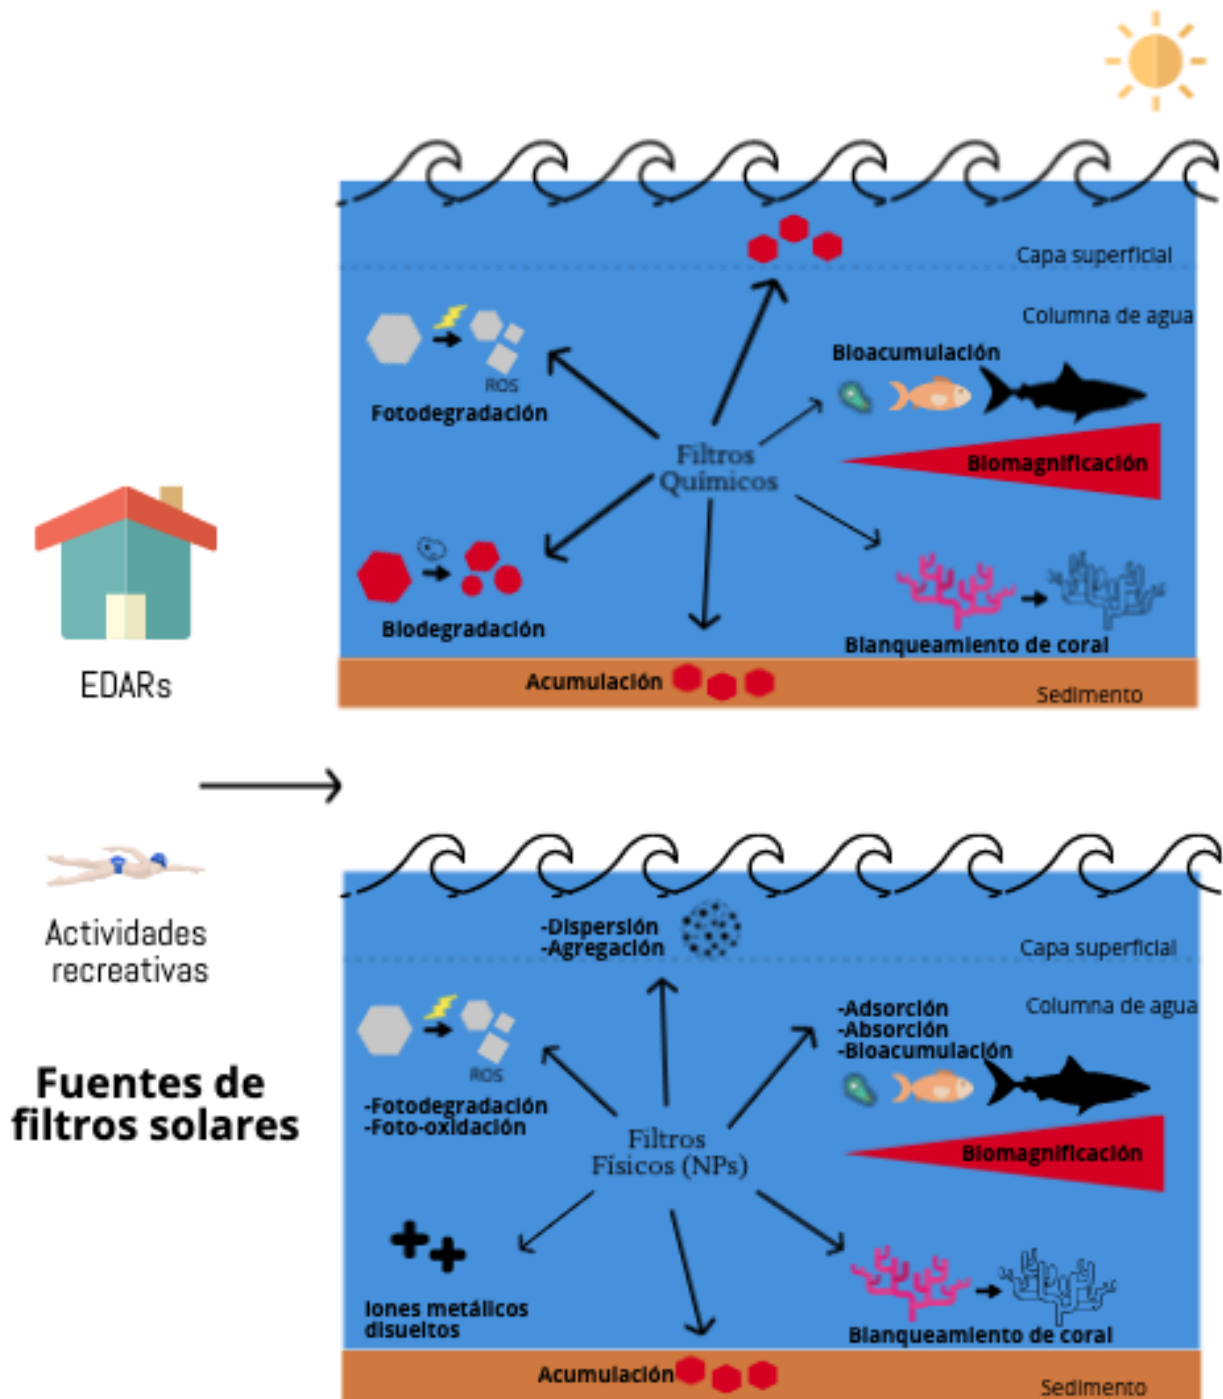 Capa superficial
Columna de agua
Bioacumulación
ROS
Fotodegradación
Filtros
Químicos
Biomagnificación
Biodegradación
Blanqueamiento de coral
Acumulación
Sedimento
EDARs
Actividades
recreativas
Fuentes de
filtros solares
-Dispersión
-Agregación
Capa superficial
Columna de agua
-Adsorción
-Absorción
-Bioacumulación
ROS
-Fotodegradación
-Foto-oxidación
Filtros
Físicos (NPs)
Biomagnificación
Iones metálicos
disueltos
Blanqueamiento de coral
Acumulación
Sedimento